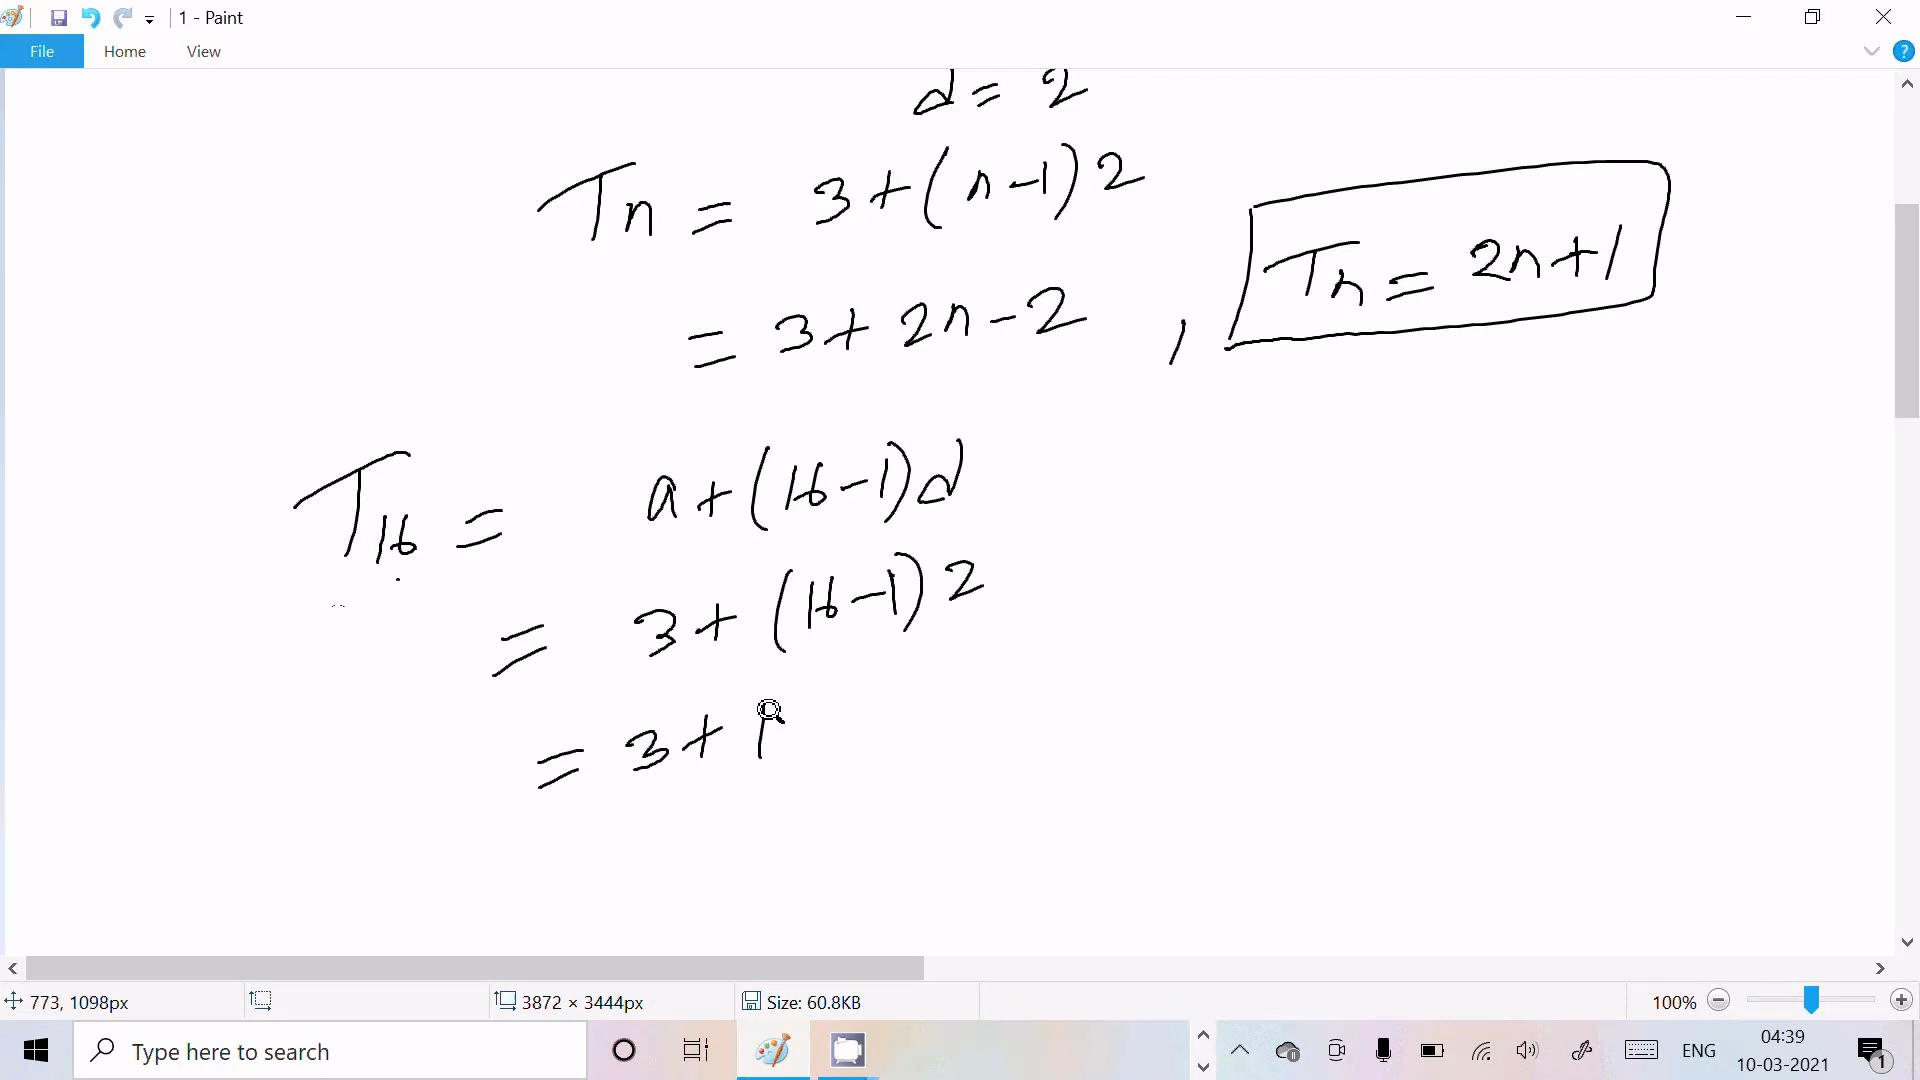 1 - Paint
File Home View
d = 2
Tn = 3+(n-1)2
Tn = 2n+1
= 3+2n-2 ,
T16 = a+(16-1)d
= 3+(16-1)2
= 3+1
773, 1098px 3872 × 3444px Size: 60.8KB 100%
Type here to search
ENG
04:39
10-03-2021
1